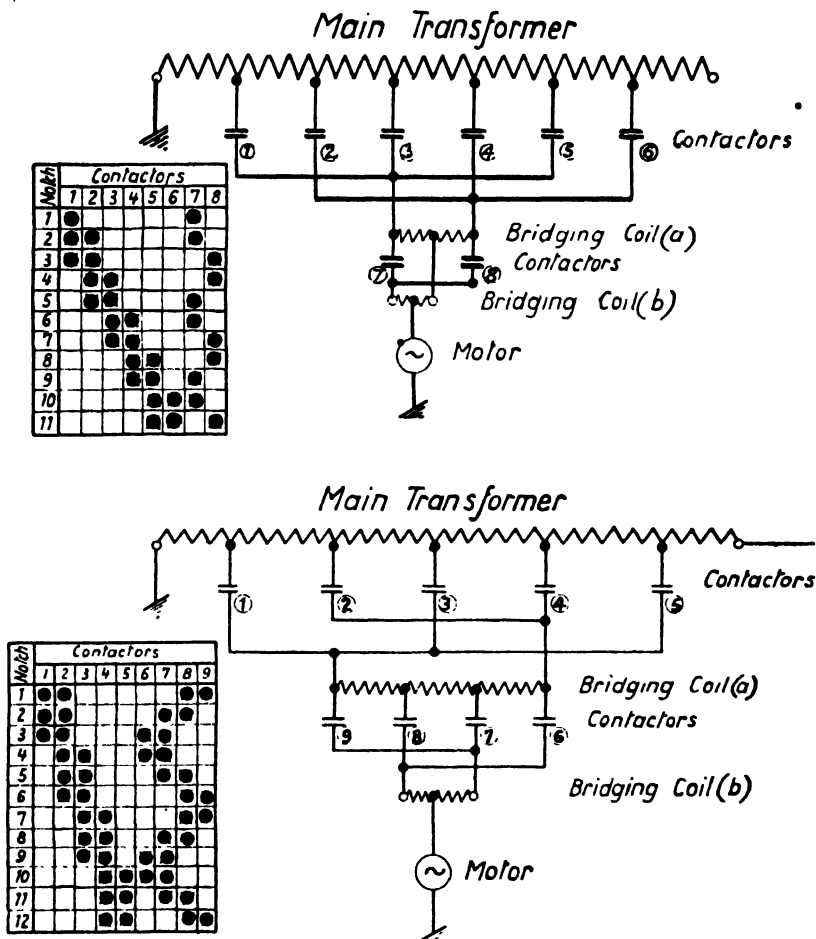 Main Transformer
① ② ③ ④ ⑤ ⑥ Contactors
Notch Contactors
1 2 3 4 5 6 7 8
1
2
3
4
5
6
7
8
9
10
11
Bridging Coil(a)
⑦ ⑧ Contactors
Bridging Coil(b)
~ Motor
Main Transformer
① ② ③ ④ ⑤ Contactors
Notch Contactors
1 2 3 4 5 6 7 8 9
1
2
3
4
5
6
7
8
9
10
11
12
Bridging Coil(a)
9 8 7 6 Contactors
Bridging Coil(b)
~ Motor